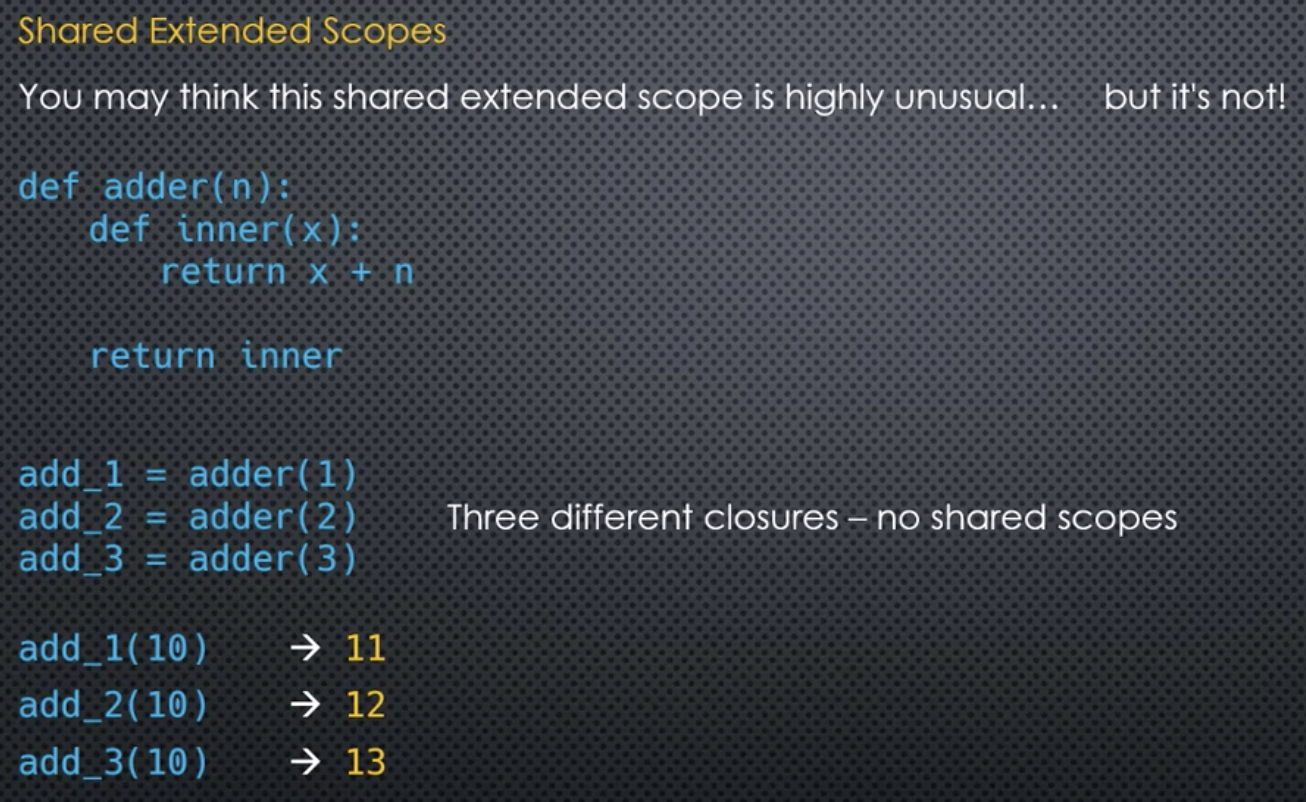 Shared Extended Scopes
You may think this shared extended scope is highly unusual… but it's not!
def adder(n):
    def inner(x):
        return x + n
    return inner
add_1 = adder(1)
add_2 = adder(2) Three different closures – no shared scopes
add_3 = adder(3)
add_1(10) → 11
add_2(10) → 12
add_3(10) → 13